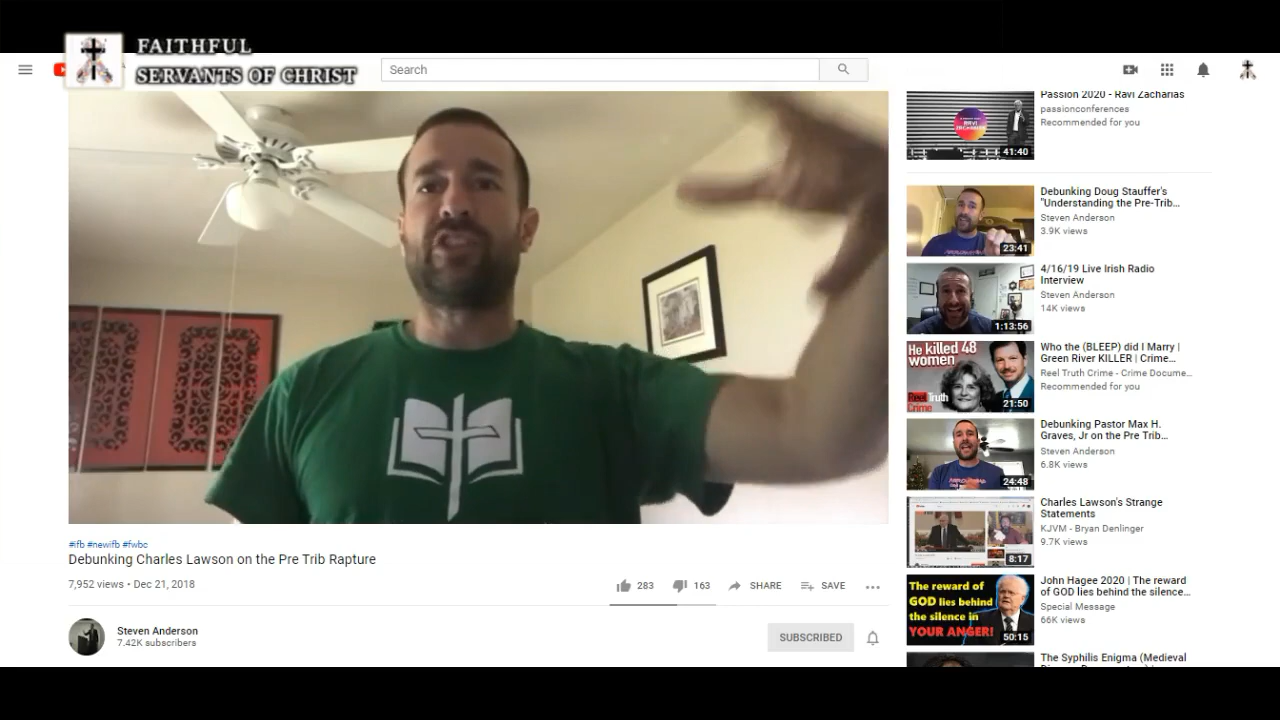 FAITHFUL
SERVANTS OF CHRIST
Search
#ifb #newifb #fwbc
Debunking Charles Lawson on the Pre Trib Rapture
7,952 views • Dec 21, 2018
283
163
SHARE
SAVE
Steven Anderson
7.42K subscribers
SUBSCRIBED
Passion 2020 - Ravi Zacharias
passionconferences
Recommended for you
RAVI
ZACHARIAS
41:40
Debunking Doug Stauffer's
"Understanding the Pre-Trib...
Steven Anderson
3.9K views
23:41
4/16/19 Live Irish Radio
Interview
Steven Anderson
14K views
1:13:56
Who the (BLEEP) did I Marry |
Green River KILLER | Crime...
Reel Truth Crime - Crime Docume...
Recommended for you
He killed 48
women
Reel Truth
Crime
21:50
Debunking Pastor Max H.
Graves, Jr on the Pre Trib...
Steven Anderson
6.8K views
24:48
Charles Lawson's Strange
Statements
KJVM - Bryan Denlinger
9.7K views
8:17
John Hagee 2020 | The reward
of GOD lies behind the silence...
Special Message
66K views
The reward of
GOD lies behind
the silence in
YOUR ANGER!
50:15
The Syphilis Enigma (Medieval